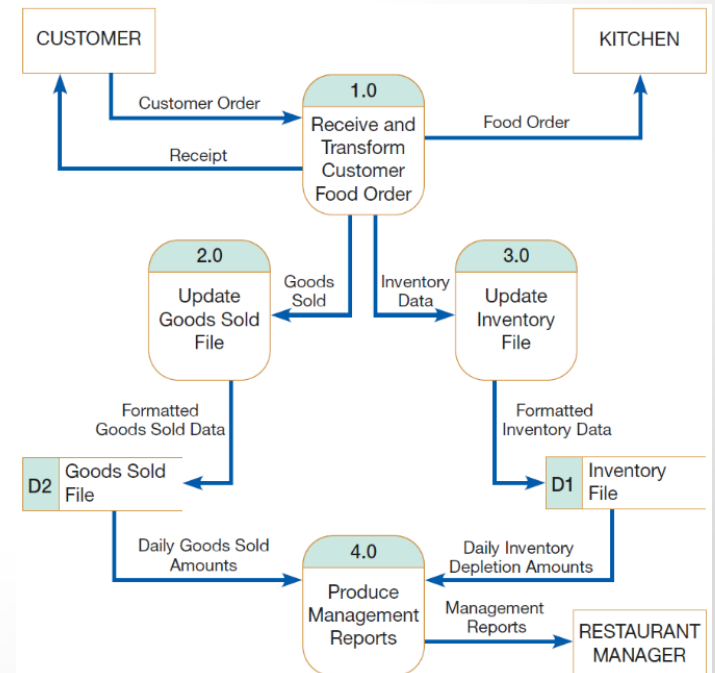 CUSTOMER
KITCHEN
Customer Order
1.0
Receive and
Transform
Customer
Food Order
Food Order
Receipt
2.0
Update
Goods Sold
File
Goods
Sold
Inventory
Data
3.0
Update
Inventory
File
Formatted
Goods Sold Data
Formatted
Inventory Data
D2
Goods Sold
File
D1
Inventory
File
Daily Goods Sold
Amounts
4.0
Produce
Management
Reports
Daily Inventory
Depletion Amounts
Management
Reports
RESTAURANT
MANAGER